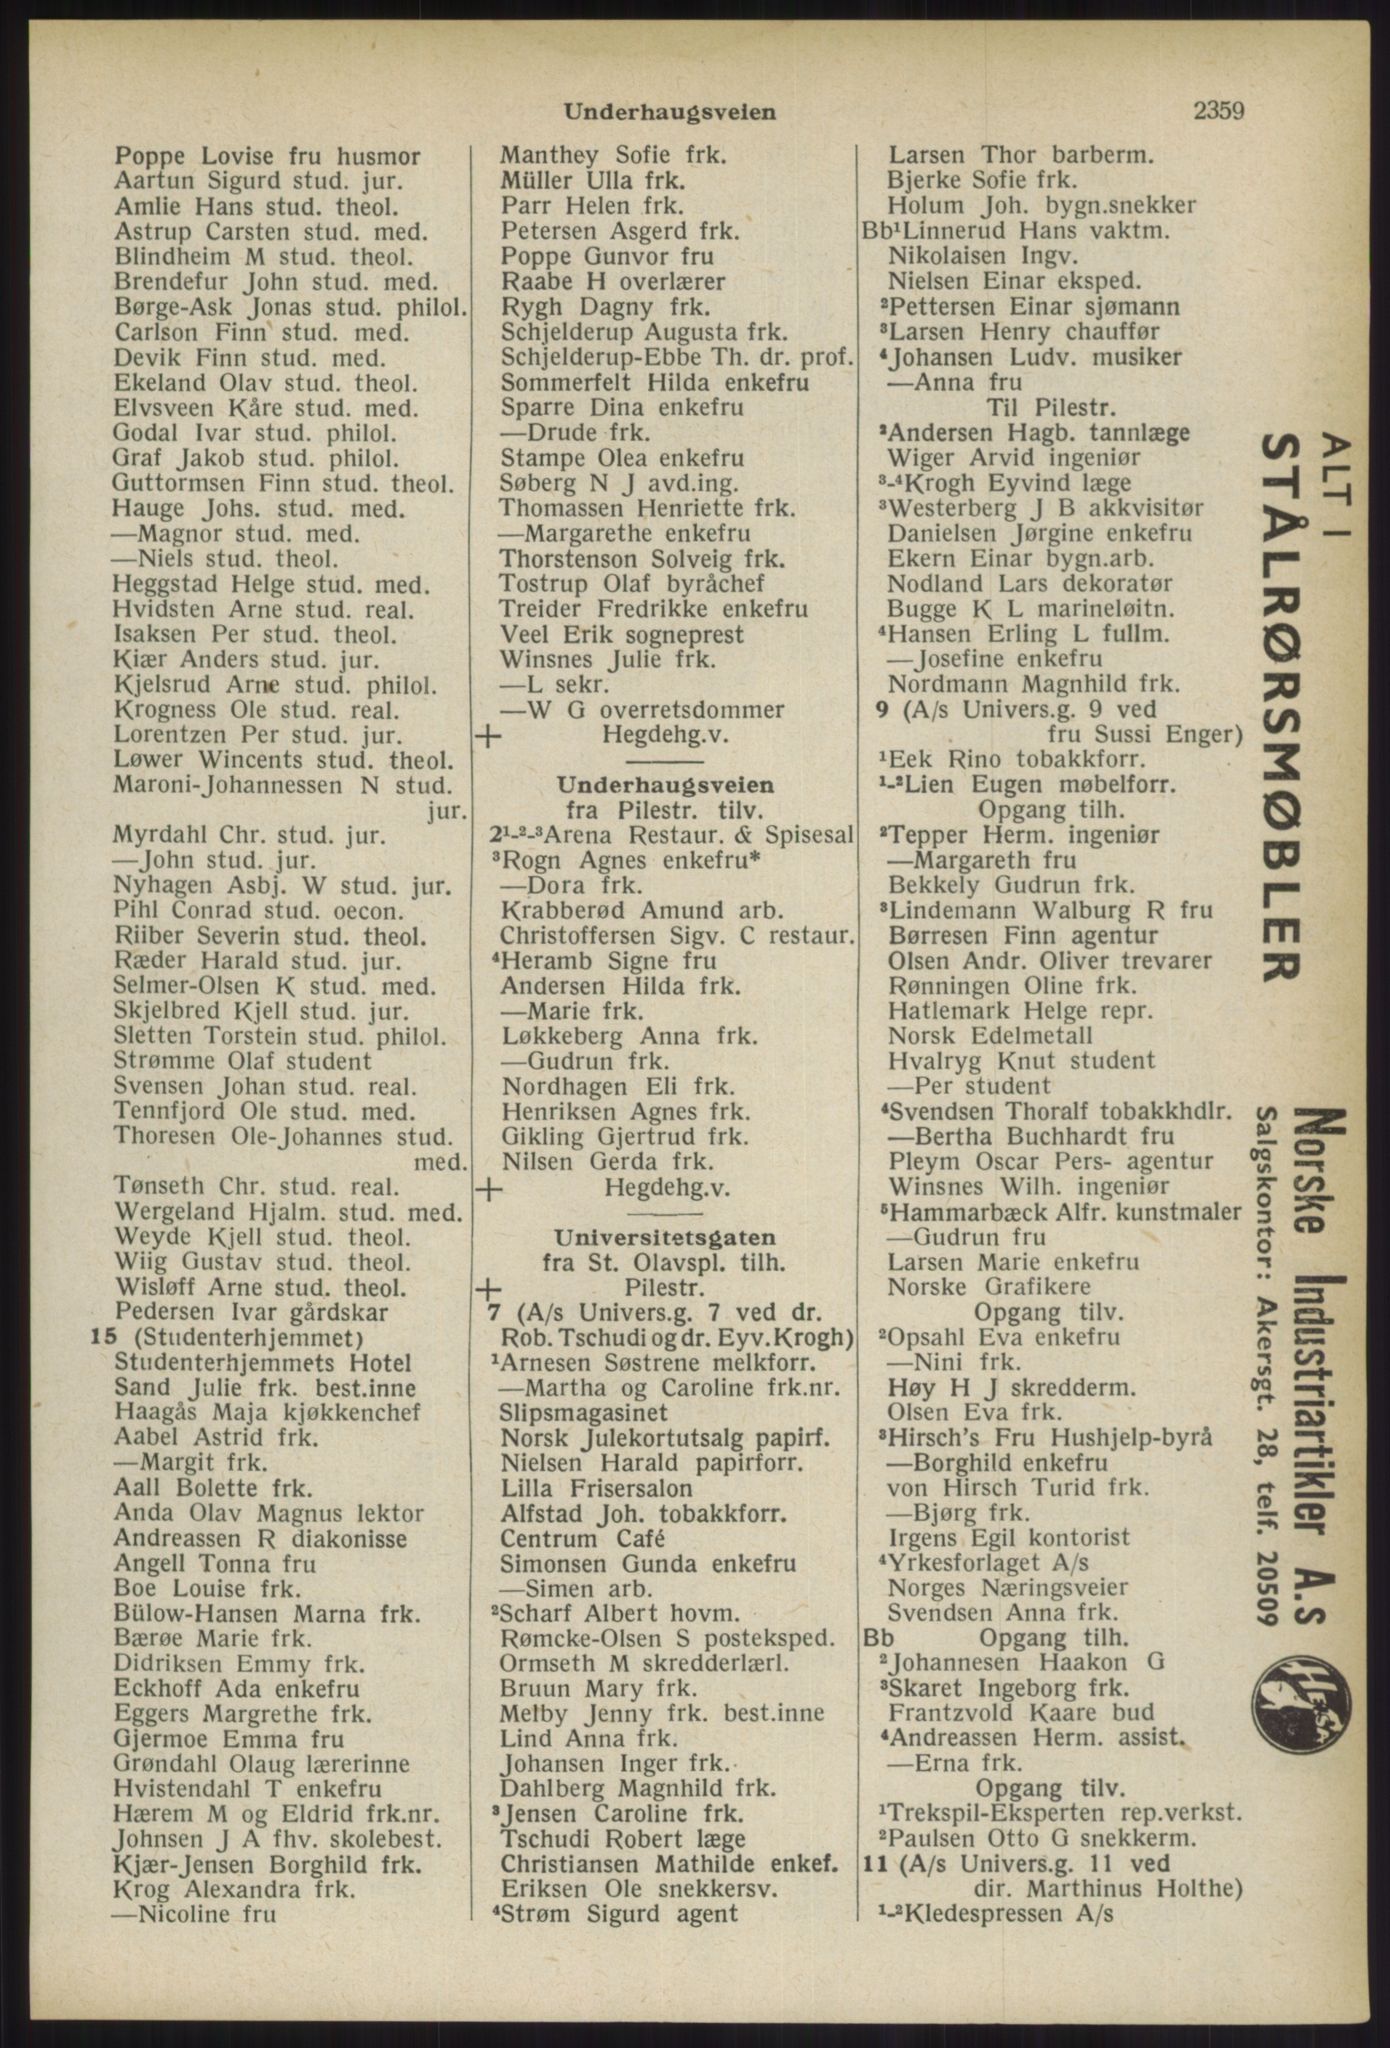 Underhaugsveien
2359
Poppe Lovise fru husmor
Aartun Sigurd stud. jur.
Amlie Hans stud. theol.
Astrup Carsten stud. med.
Blindheim M stud. theol.
Brendefur John stud. med.
Børge-Ask Jonas stud. philol.
Carlson Finn stud. med.
Devik Finn stud. med.
Ekeland Olav stud. theol.
Elvsveen Kåre stud. med.
Godal Ivar stud. philol.
Graf Jakob stud. philol.
Guttormsen Finn stud. theol.
Hauge Johs. stud. med.
—Magnor stud. med.
—Niels stud. theol.
Heggstad Helge stud. med.
Hvidsten Arne stud. real.
Isaksen Per stud. theol.
Kiær Anders stud. jur.
Kjelsrud Arne stud. philol.
Krogness Ole stud. real.
Lorentzen Per stud. jur.
Løwer Wincents stud. theol.
Maroni-Johannessen N stud.
jur.
Myrdahl Chr. stud. jur.
—John stud. jur.
Nyhagen Asbj. W stud. jur.
Pihl Conrad stud. oecon.
Riiber Severin stud. theol.
Ræder Harald stud. jur.
Selmer-Olsen K stud. med.
Skjelbred Kjell stud. jur.
Sletten Torstein stud. philol.
Strømme Olaf student
Svensen Johan stud. real.
Tennfjord Ole stud. med.
Thoresen Ole-Johannes stud.
med.
Tønseth Chr. stud. real.
Wergeland Hjalm. stud. med.
Weyde Kjell stud. theol.
Wiig Gustav stud. theol.
Wisløff Arne stud. theol.
Pedersen Ivar gårdskar
15 (Studenterhjemmet)
Studenterhjemmets Hotel
Sand Julie frk. best.inne
Haagås Maja kjøkkenchef
Aabel Astrid frk.
—Margit frk.
Aall Bolette frk.
Anda Olav Magnus lektor
Andreassen R diakonisse
Angell Tonna fru
Boe Louise frk.
Bülow-Hansen Marna frk.
Bærøe Marie frk.
Didriksen Emmy frk.
Eckhoff Ada enkefru
Eggers Margrethe frk.
Gjermoe Emma fru
Grøndahl Olaug lærerinne
Hvistendahl T enkefru
Hærem M og Eldrid frk.nr.
Johnsen J A fhv. skolebest.
Kjær-Jensen Borghild frk.
Krog Alexandra frk.
—Nicoline fru
Manthey Sofie frk.
Müller Ulla frk.
Parr Helen frk.
Petersen Asgerd frk.
Poppe Gunvor fru
Raabe H overlærer
Rygh Dagny frk.
Schjelderup Augusta frk.
Schjelderup-Ebbe Th. dr. prof.
Sommerfelt Hilda enkefru
Sparre Dina enkefru
—Drude frk.
Stampe Olea enkefru
Søberg N J avd.ing.
Thomassen Henriette frk.
—Margarethe enkefru
Thorstenson Solveig frk.
Tostrup Olaf byråchef
Treider Fredrikke enkefru
Veel Erik sogneprest
Winsnes Julie frk.
—L sekr.
—W G overretsdommer
+ Hegdehg.v.
Underhaugsveien
fra Pilestr. tilv.
2¹-²-³Arena Restaur. & Spisesal
³Rogn Agnes enkefru*
—Dora frk.
Krabberød Amund arb.
Christoffersen Sigv. C restaur.
⁴Heramb Signe fru
Andersen Hilda frk.
—Marie frk.
Løkkeberg Anna frk.
—Gudrun frk.
Nordhagen Eli frk.
Henriksen Agnes frk.
Gikling Gjertrud frk.
Nilsen Gerda frk.
+ Hegdehg.v.
Universitetsgaten
fra St. Olavspl. tilh.
+ Pilestr.
7 (A/s Univers.g. 7 ved dr.
Rob. Tschudi og dr. Eyv. Krogh)
¹Arnesen Søstrene melkforr.
—Martha og Caroline frk.nr.
Slipsmagasinet
Norsk Julekortutsalg papirf.
Nielsen Harald papirforr.
Lilla Frisersalon
Alfstad Joh. tobakkforr.
Centrum Café
Simonsen Gunda enkefru
—Simen arb.
²Scharf Albert hovm.
Rømcke-Olsen S posteksped.
Ormseth M skredderlærl.
Bruun Mary frk.
Melby Jenny frk. best.inne
Lind Anna frk.
Johansen Inger frk.
Dahlberg Magnhild frk.
³Jensen Caroline frk.
Tschudi Robert læge
Christiansen Mathilde enkef.
Eriksen Ole snekkersv.
⁴Strøm Sigurd agent
Larsen Thor barberm.
Bjerke Sofie frk.
Holum Joh. bygn.snekker
Bb¹Linnerud Hans vaktm.
Nikolaisen Ingv.
Nielsen Einar eksped.
²Pettersen Einar sjømann
³Larsen Henry chauffør
⁴Johansen Ludv. musiker
—Anna fru
Til Pilestr.
²Andersen Hagb. tannlæge
Wiger Arvid ingeniør
³-⁴Krogh Eyvind læge
³Westerberg J B akkvisitør
Danielsen Jørgine enkefru
Ekern Einar bygn.arb.
Nodland Lars dekoratør
Bugge K L marineløitn.
⁴Hansen Erling L fullm.
—Josefine enkefru
Nordmann Magnhild frk.
9 (A/s Univers.g. 9 ved
fru Sussi Enger)
¹Eek Rino tobakkforr.
¹-²Lien Eugen møbelforr.
Opgang tilh.
²Tepper Herm. ingeniør
—Margareth fru
Bekkely Gudrun frk.
³Lindemann Walburg R fru
Børresen Finn agentur
Olsen Andr. Oliver trevarer
Rønningen Oline frk.
Hatlemark Helge repr.
Norsk Edelmetall
Hvalryg Knut student
—Per student
⁴Svendsen Thoralf tobakkhdlr.
—Bertha Buchhardt fru
Pleym Oscar Pers- agentur
Winsnes Wilh. ingeniør
⁵Hammarbæck Alfr. kunstmaler
—Gudrun fru
Larsen Marie enkefru
Norske Grafikere
Opgang tilv.
²Opsahl Eva enkefru
—Nini frk.
Høy H J skredderm.
Olsen Eva frk.
³Hirsch's Fru Hushjelp-byrå
—Borghild enkefru
von Hirsch Turid frk.
—Bjørg frk.
Irgens Egil kontorist
⁴Yrkesforlaget A/s
Norges Næringsveier
Svendsen Anna frk.
Bb Opgang tilh.
²Johannesen Haakon G
³Skaret Ingeborg frk.
Frantzvold Kaare bud
⁴Andreassen Herm. assist.
—Erna frk.
Opgang tilv.
¹Trekspil-Eksperten rep.verkst.
²Paulsen Otto G snekkerm.
11 (A/s Univers.g. 11 ved
dir. Marthinus Holthe)
¹-²Kledespressen A/s
ALT I
STÅLRØRSMØBLER
Norske Industriartikler A.s
Salgskontor: Akersgt. 28, telf. 20509